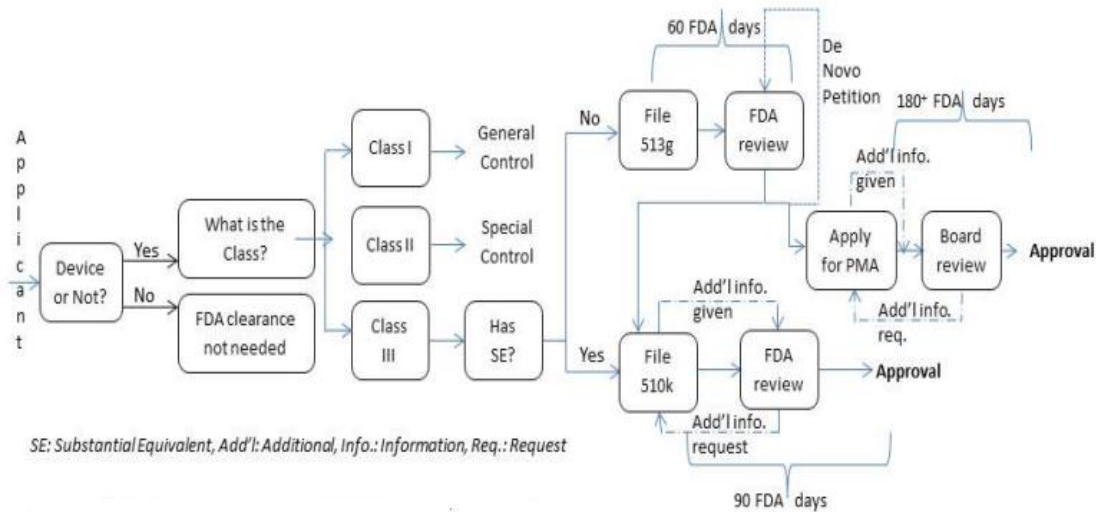 Applicant
Device
or Not?
Yes
No
What is the
Class?
FDA clearance
not needed
Class I
General
Control
Class II
Special
Control
Class
III
Has
SE?
No
Yes
60 FDA days
File
513g
FDA
review
De
Novo
Petition
180+ FDA days
Add'l info.
given
Apply
for PMA
Board
review
Approval
Add'l info.
req.
Add'l info.
given
File
510k
FDA
review
Approval
Add'l info.
request
90 FDA days
SE: Substantial Equivalent, Add'l: Additional, Info.: Information, Req.: Request